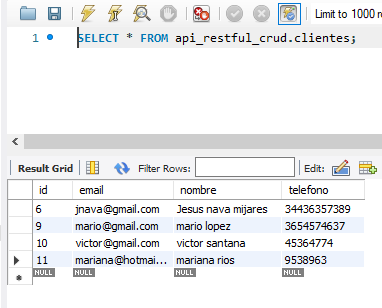 Limit to 1000 r
1 SELECT * FROM api_restful_crud.clientes;
Result Grid Filter Rows: Edit:
id email nombre telefono
6 jnava@gmail.com Jesus nava mijares 34436357389
9 mario@gmail.com mario lopez 3654574637
10 victor@gmail.com victor santana 45364774
11 mariana@hotmai... mariana rios 9538963
NULL NULL NULL NULL